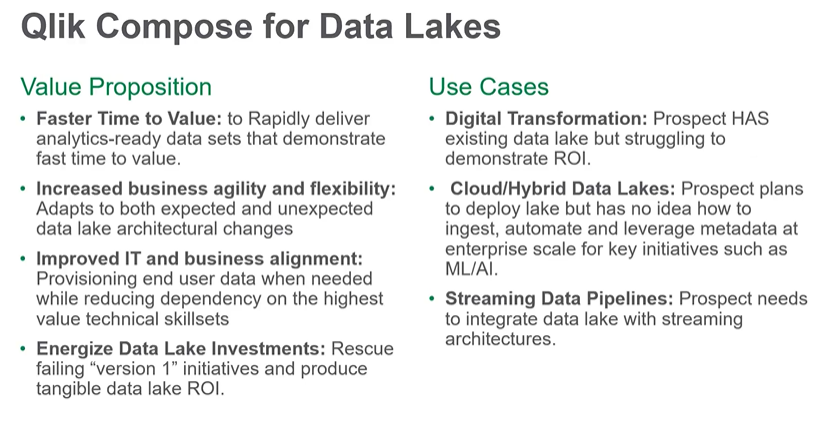 Qlik Compose for Data Lakes
Value Proposition
• Faster Time to Value: to Rapidly deliver
analytics-ready data sets that demonstrate
fast time to value.
• Increased business agility and flexibility:
Adapts to both expected and unexpected
data lake architectural changes
• Improved IT and business alignment:
Provisioning end user data when needed
while reducing dependency on the highest
value technical skillsets
• Energize Data Lake Investments: Rescue
failing “version 1” initiatives and produce
tangible data lake ROI.
Use Cases
• Digital Transformation: Prospect HAS
existing data lake but struggling to
demonstrate ROI.
• Cloud/Hybrid Data Lakes: Prospect plans
to deploy lake but has no idea how to
ingest, automate and leverage metadata at
enterprise scale for key initiatives such as
ML/AI.
• Streaming Data Pipelines: Prospect needs
to integrate data lake with streaming
architectures.